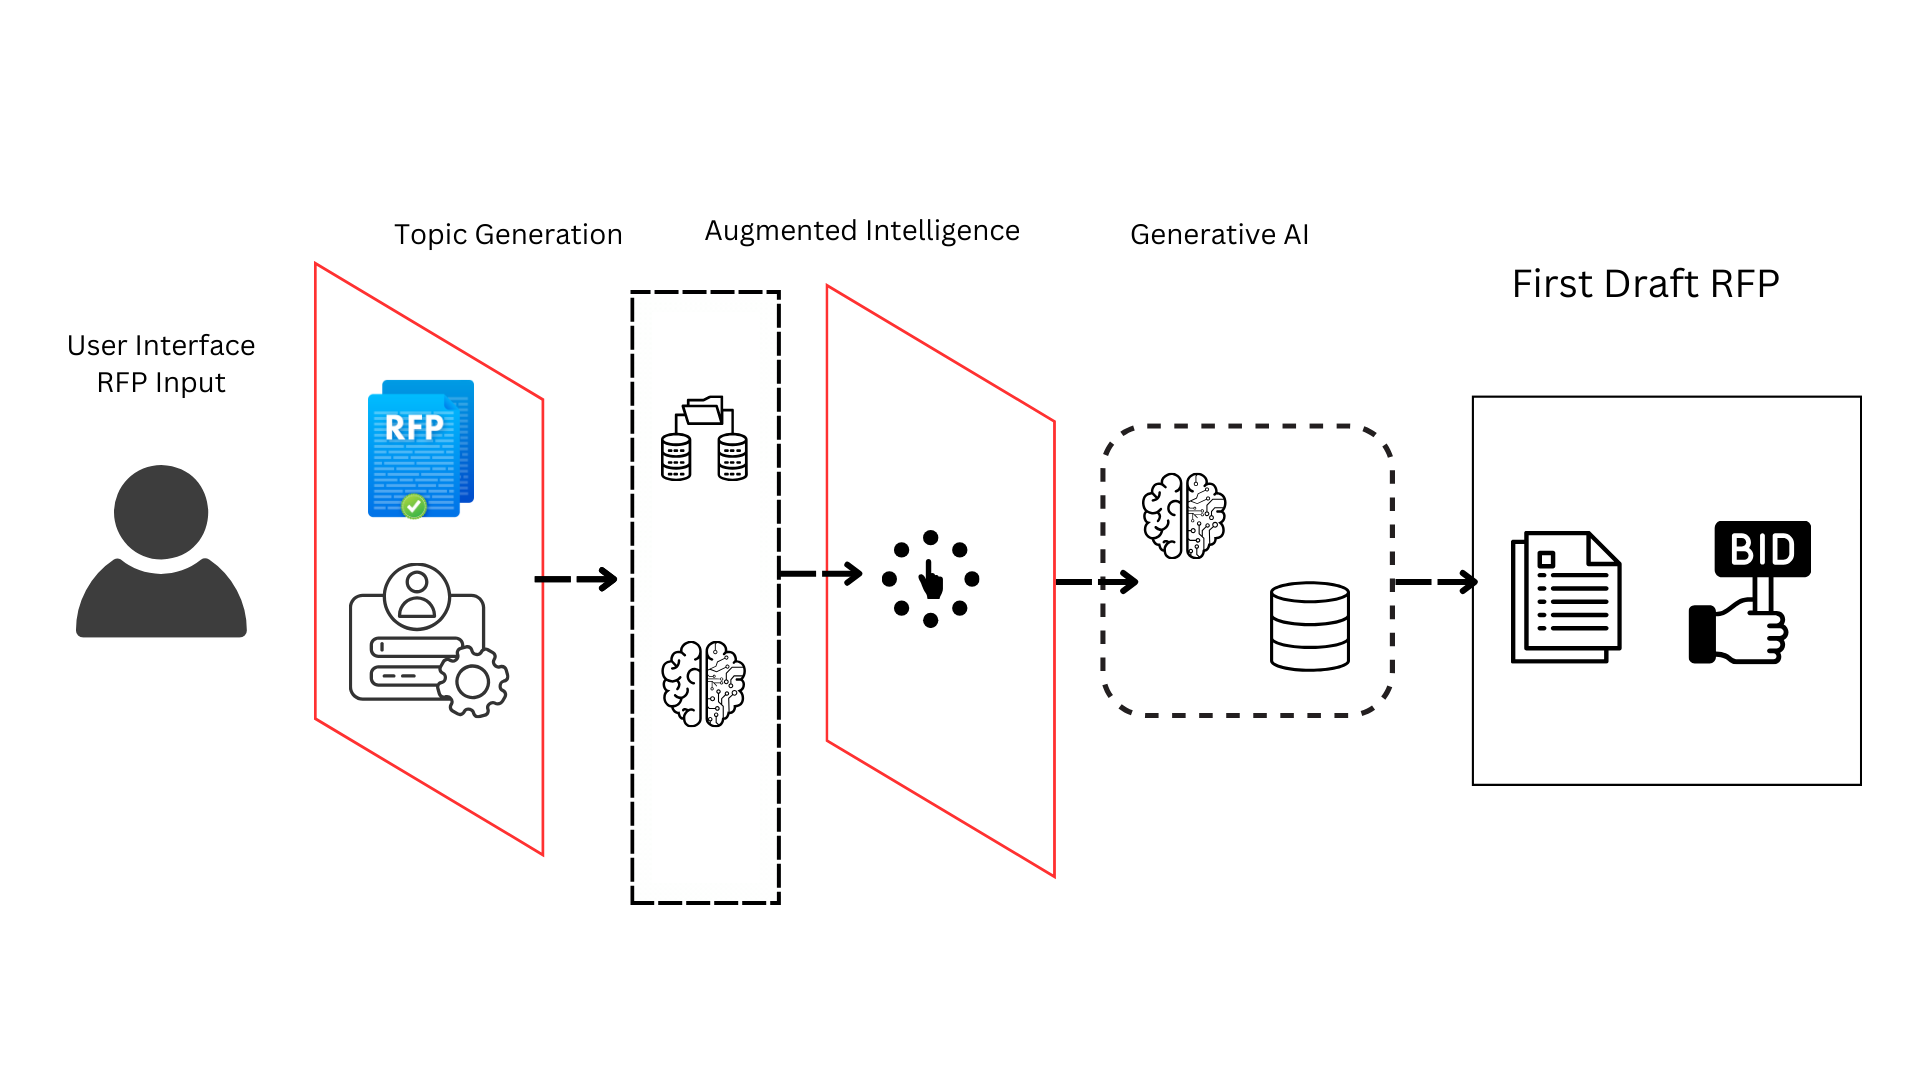 Topic Generation
Augmented Intelligence
Generative AI
First Draft RFP
User Interface
RFP Input
RFP
BID